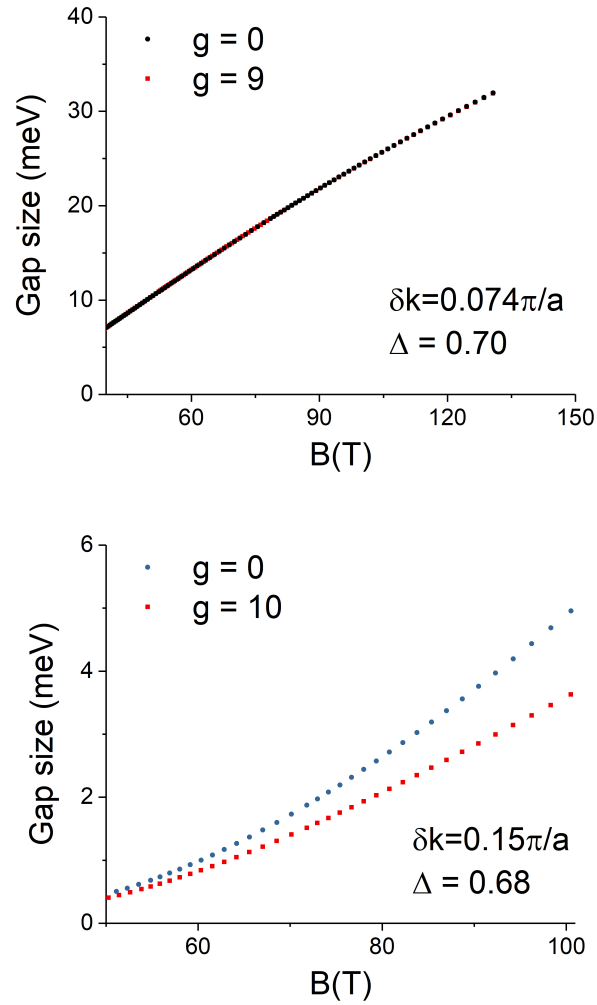 40
30
20
10
0
Gap size (meV)
g = 0
g = 9
δk=0.074π/a
Δ = 0.70
60
90
120
150
B(T)
6
4
2
0
Gap size (meV)
g = 0
g = 10
δk=0.15π/a
Δ = 0.68
60
80
100
B(T)